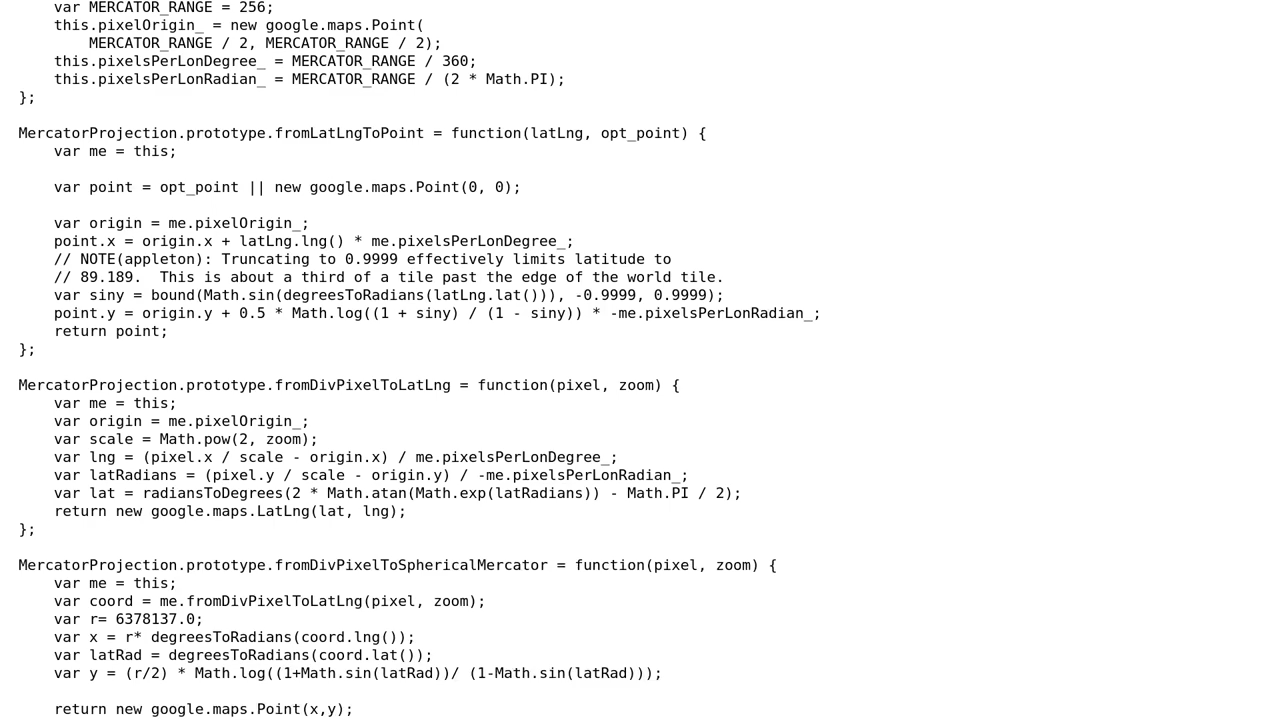 var MERCATOR_RANGE = 256;
    this.pixelOrigin_ = new google.maps.Point(
        MERCATOR_RANGE / 2, MERCATOR_RANGE / 2);
    this.pixelsPerLonDegree_ = MERCATOR_RANGE / 360;
    this.pixelsPerLonRadian_ = MERCATOR_RANGE / (2 * Math.PI);
};

MercatorProjection.prototype.fromLatLngToPoint = function(latLng, opt_point) {
    var me = this;

    var point = opt_point || new google.maps.Point(0, 0);

    var origin = me.pixelOrigin_;
    point.x = origin.x + latLng.lng() * me.pixelsPerLonDegree_;
    // NOTE(appleton): Truncating to 0.9999 effectively limits latitude to
    // 89.189.  This is about a third of a tile past the edge of the world tile.
    var siny = bound(Math.sin(degreesToRadians(latLng.lat())), -0.9999, 0.9999);
    point.y = origin.y + 0.5 * Math.log((1 + siny) / (1 - siny)) * -me.pixelsPerLonRadian_;
    return point;
};

MercatorProjection.prototype.fromDivPixelToLatLng = function(pixel, zoom) {
    var me = this;
    var origin = me.pixelOrigin_;
    var scale = Math.pow(2, zoom);
    var lng = (pixel.x / scale - origin.x) / me.pixelsPerLonDegree_;
    var latRadians = (pixel.y / scale - origin.y) / -me.pixelsPerLonRadian_;
    var lat = radiansToDegrees(2 * Math.atan(Math.exp(latRadians)) - Math.PI / 2);
    return new google.maps.LatLng(lat, lng);
};

MercatorProjection.prototype.fromDivPixelToSphericalMercator = function(pixel, zoom) {
    var me = this;
    var coord = me.fromDivPixelToLatLng(pixel, zoom);
    var r= 6378137.0;
    var x = r* degreesToRadians(coord.lng());
    var latRad = degreesToRadians(coord.lat());
    var y = (r/2) * Math.log((1+Math.sin(latRad))/ (1-Math.sin(latRad)));

    return new google.maps.Point(x,y);